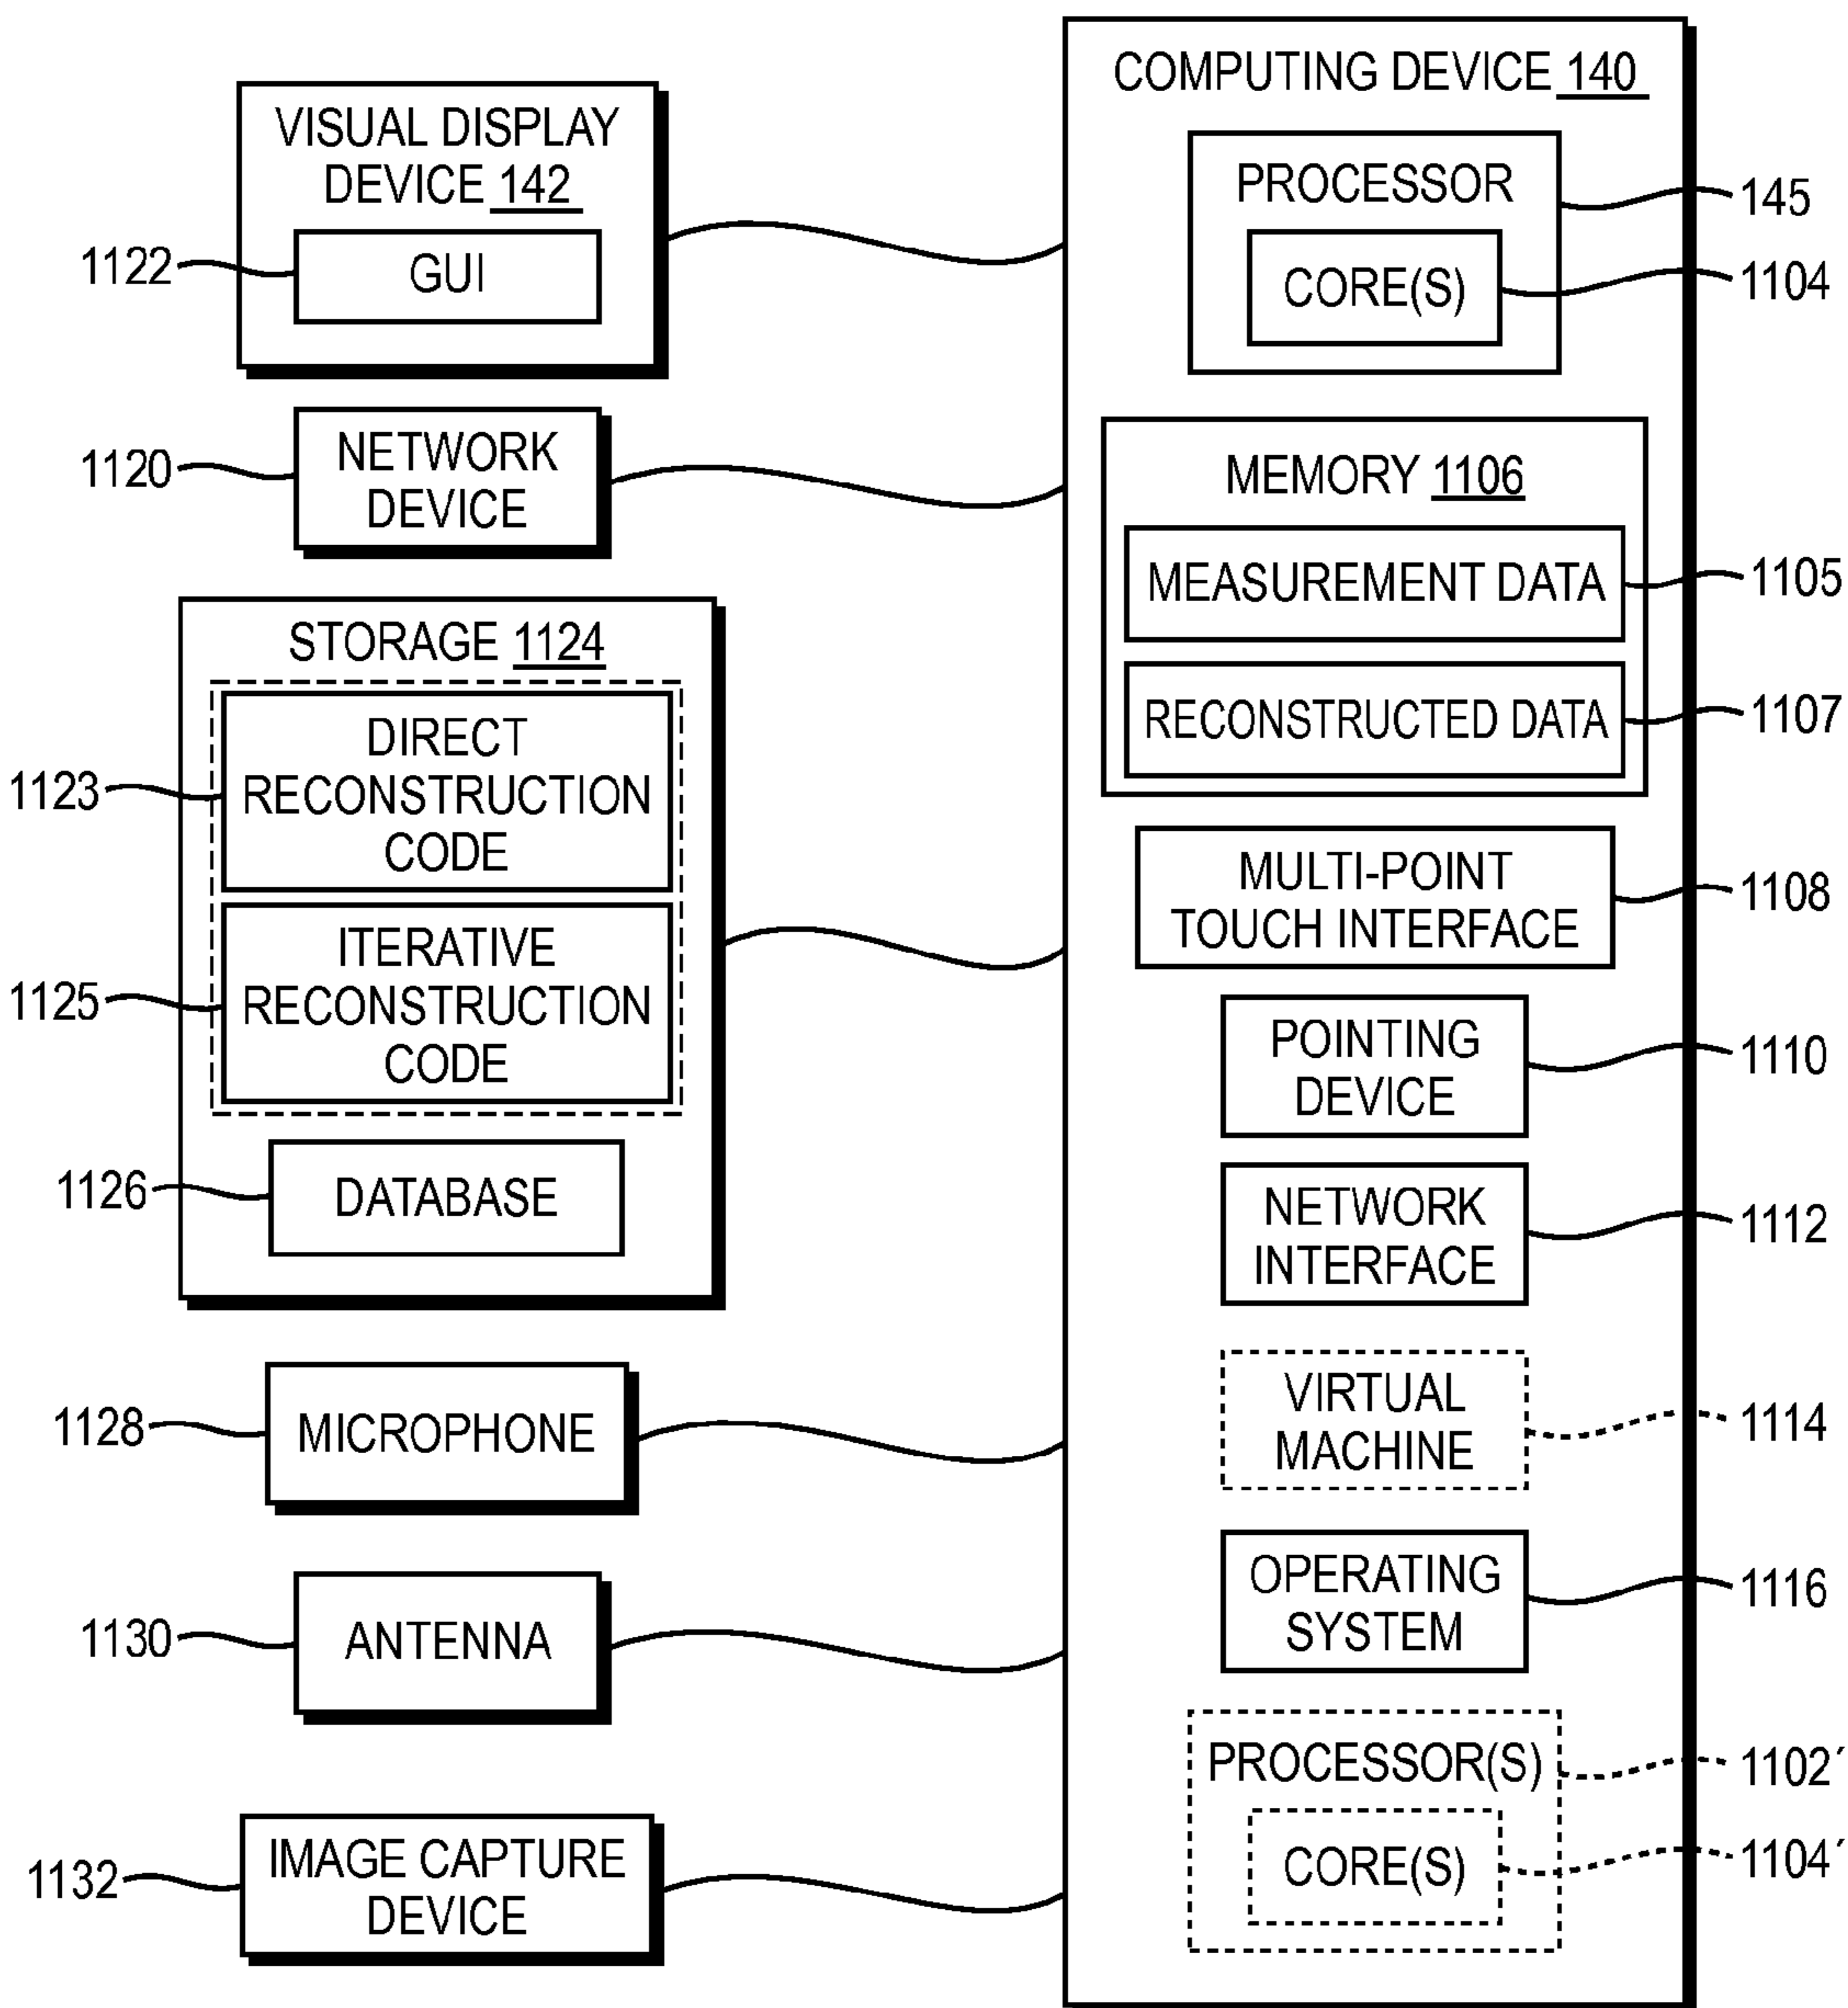 VISUAL DISPLAY
DEVICE 142
1122
GUI
1120
NETWORK
DEVICE
STORAGE 1124
1123
DIRECT
RECONSTRUCTION
CODE
1125
ITERATIVE
RECONSTRUCTION
CODE
1126
DATABASE
1128
MICROPHONE
1130
ANTENNA
1132
IMAGE CAPTURE
DEVICE
COMPUTING DEVICE 140
PROCESSOR
145
CORE(S)
1104
MEMORY 1106
MEASUREMENT DATA
1105
RECONSTRUCTED DATA
1107
MULTI-POINT
TOUCH INTERFACE
1108
POINTING
DEVICE
1110
NETWORK
INTERFACE
1112
VIRTUAL
MACHINE
1114
OPERATING
SYSTEM
1116
PROCESSOR(S)
1102´
CORE(S)
1104´